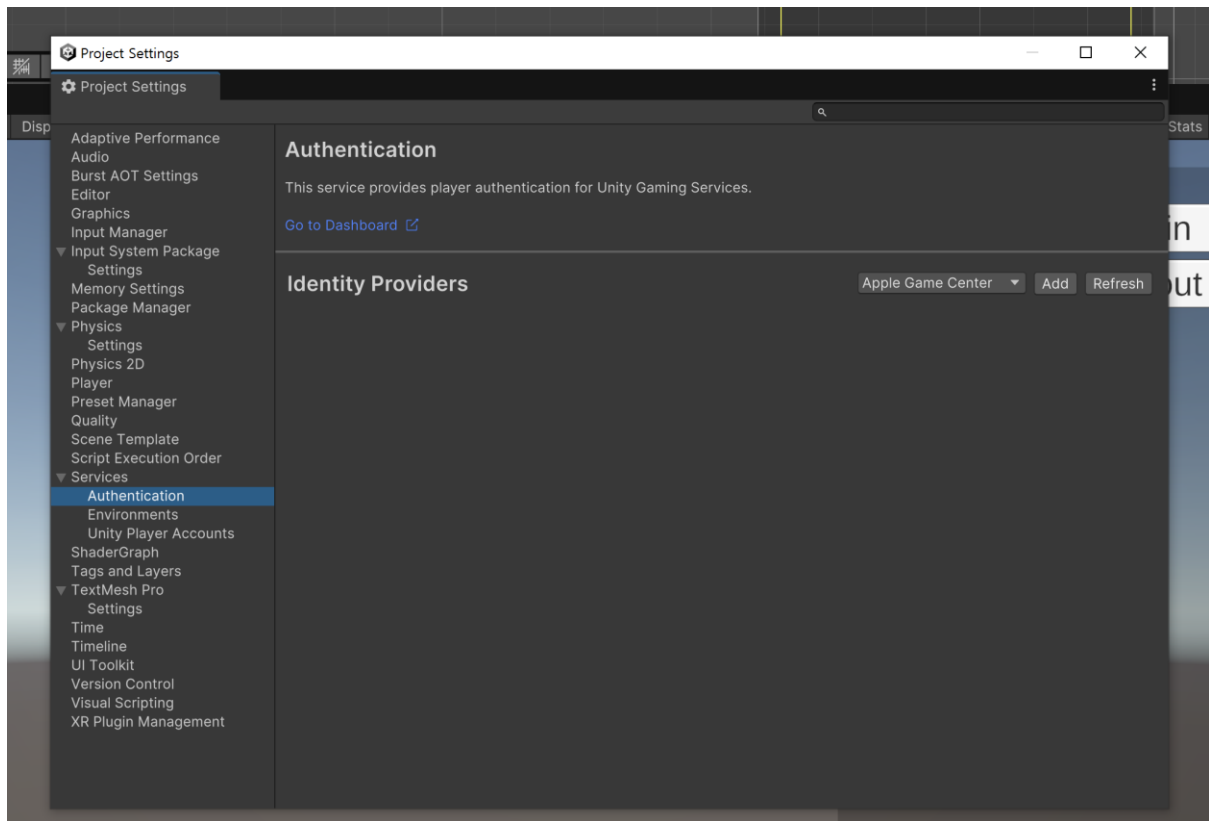 Project Settings
Project Settings
Disp
Stats
Adaptive Performance
Audio
Burst AOT Settings
Editor
Graphics
Input Manager
Input System Package
Settings
Memory Settings
Package Manager
Physics
Settings
Physics 2D
Player
Preset Manager
Quality
Scene Template
Script Execution Order
Services
Authentication
Environments
Unity Player Accounts
ShaderGraph
Tags and Layers
TextMesh Pro
Settings
Time
Timeline
UI Toolkit
Version Control
Visual Scripting
XR Plugin Management
Authentication
This service provides player authentication for Unity Gaming Services.
Go to Dashboard
Identity Providers
Apple Game Center
Add
Refresh
in
out